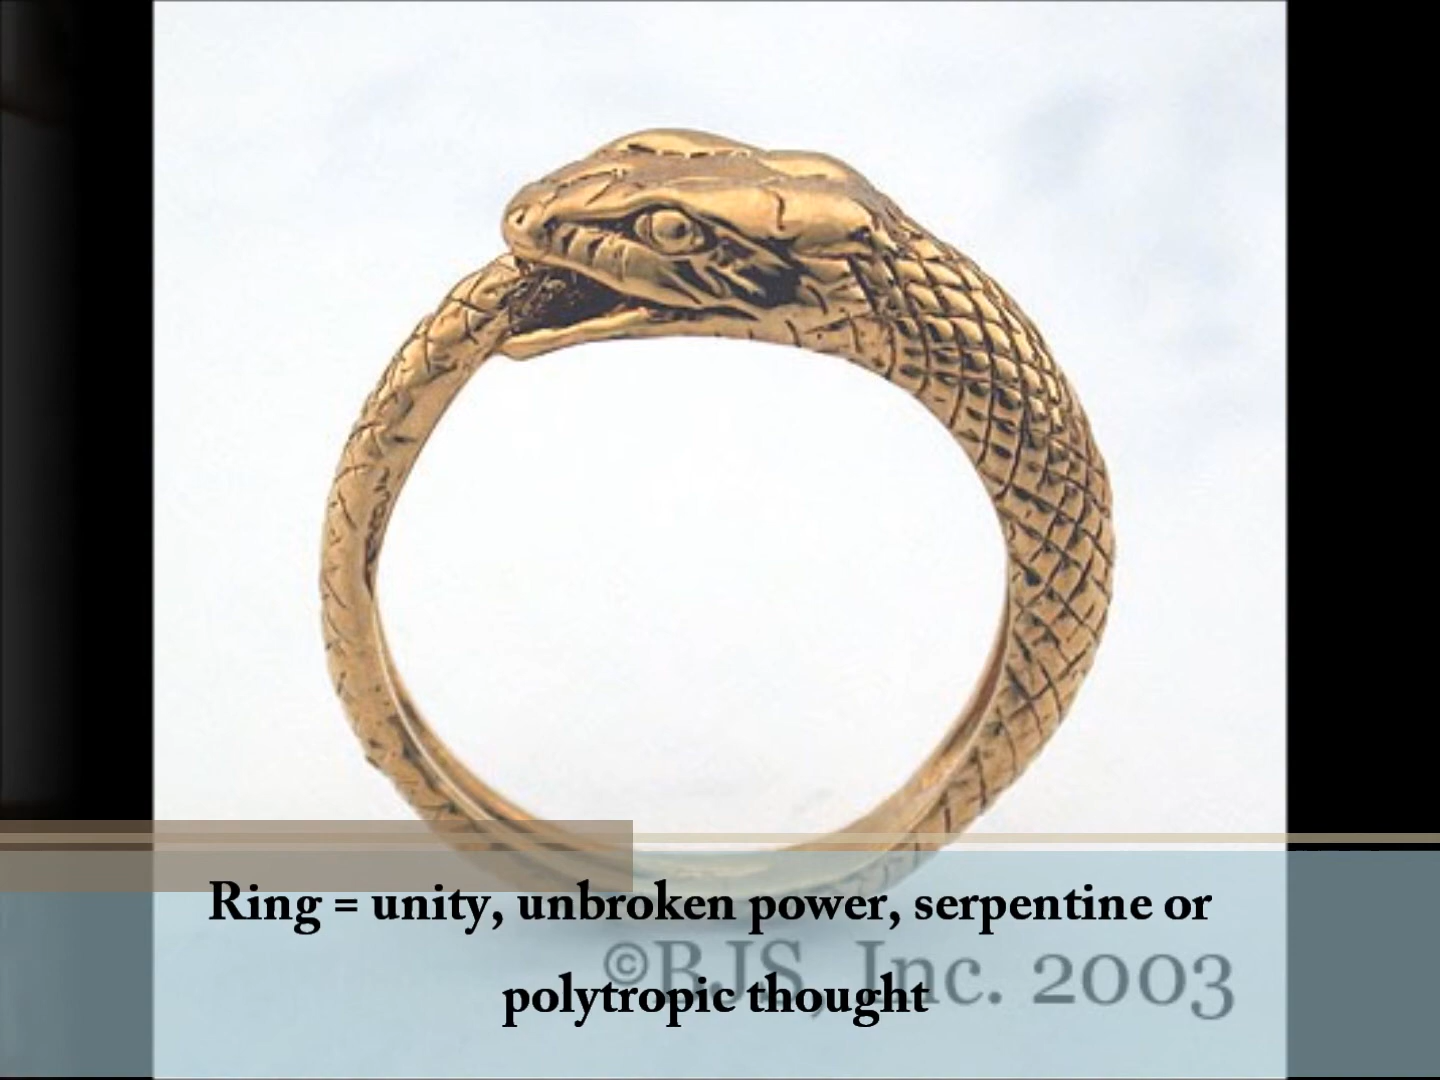 Ring = unity, unbroken power, serpentine or
polytropic thought
©BJS, Inc. 2003